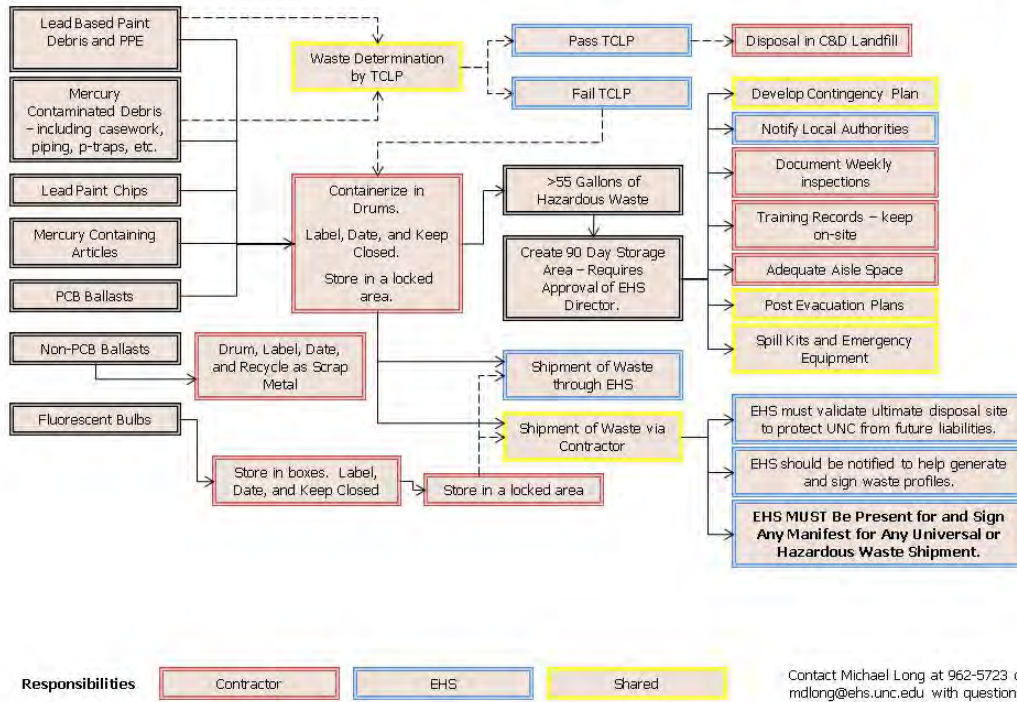 Lead Based Paint
Debris and PPE
Mercury
Contaminated Debris
– including casework,
piping, p-traps, etc.
Lead Paint Chips
Mercury Containing
Articles
PCB Ballasts
Non-PCB Ballasts
Fluorescent Bulbs
Waste Determination
by TCLP
Pass TCLP
Fail TCLP
Disposal in C&D Landfill
Containerize in
Drums.
Label, Date, and Keep
Closed.
Store in a locked
area.
>55 Gallons of
Hazardous Waste
Create 90 Day Storage
Area – Requires
Approval of EHS
Director.
Develop Contingency Plan
Notify Local Authorities
Document Weekly
inspections
Training Records – keep
on-site
Adequate Aisle Space
Post Evacuation Plans
Spill Kits and Emergency
Equipment
Drum, Label, Date,
and Recycle as Scrap
Metal
Shipment of Waste
through EHS
Shipment of Waste via
Contractor
Store in boxes. Label,
Date, and Keep Closed
Store in a locked area
EHS must validate ultimate disposal site
to protect UNC from future liabilities.
EHS should be notified to help generate
and sign waste profiles.
EHS MUST Be Present for and Sign
Any Manifest for Any Universal or
Hazardous Waste Shipment.
Responsibilities
Contractor
EHS
Shared
Contact Michael Long at 962-5723
mdlong@ehs.unc.edu with